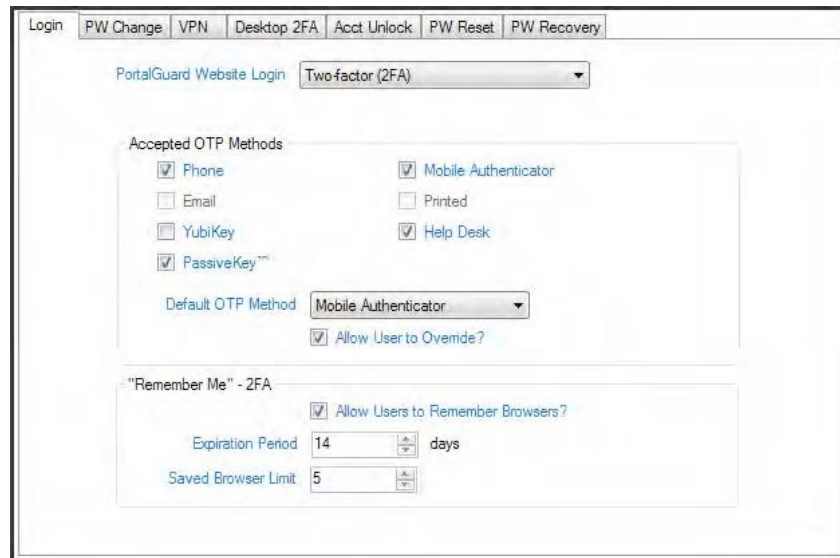 Login PW Change VPN Desktop 2FA Acct Unlock PW Reset PW Recovery
PortalGuard Website Login Two-factor (2FA)
Accepted OTP Methods
Phone Mobile Authenticator
Email Printed
YubiKey Help Desk
PassiveKey™
Default OTP Method Mobile Authenticator
Allow User to Override?
"Remember Me" - 2FA
Allow Users to Remember Browsers?
Expiration Period 14 days
Saved Browser Limit 5